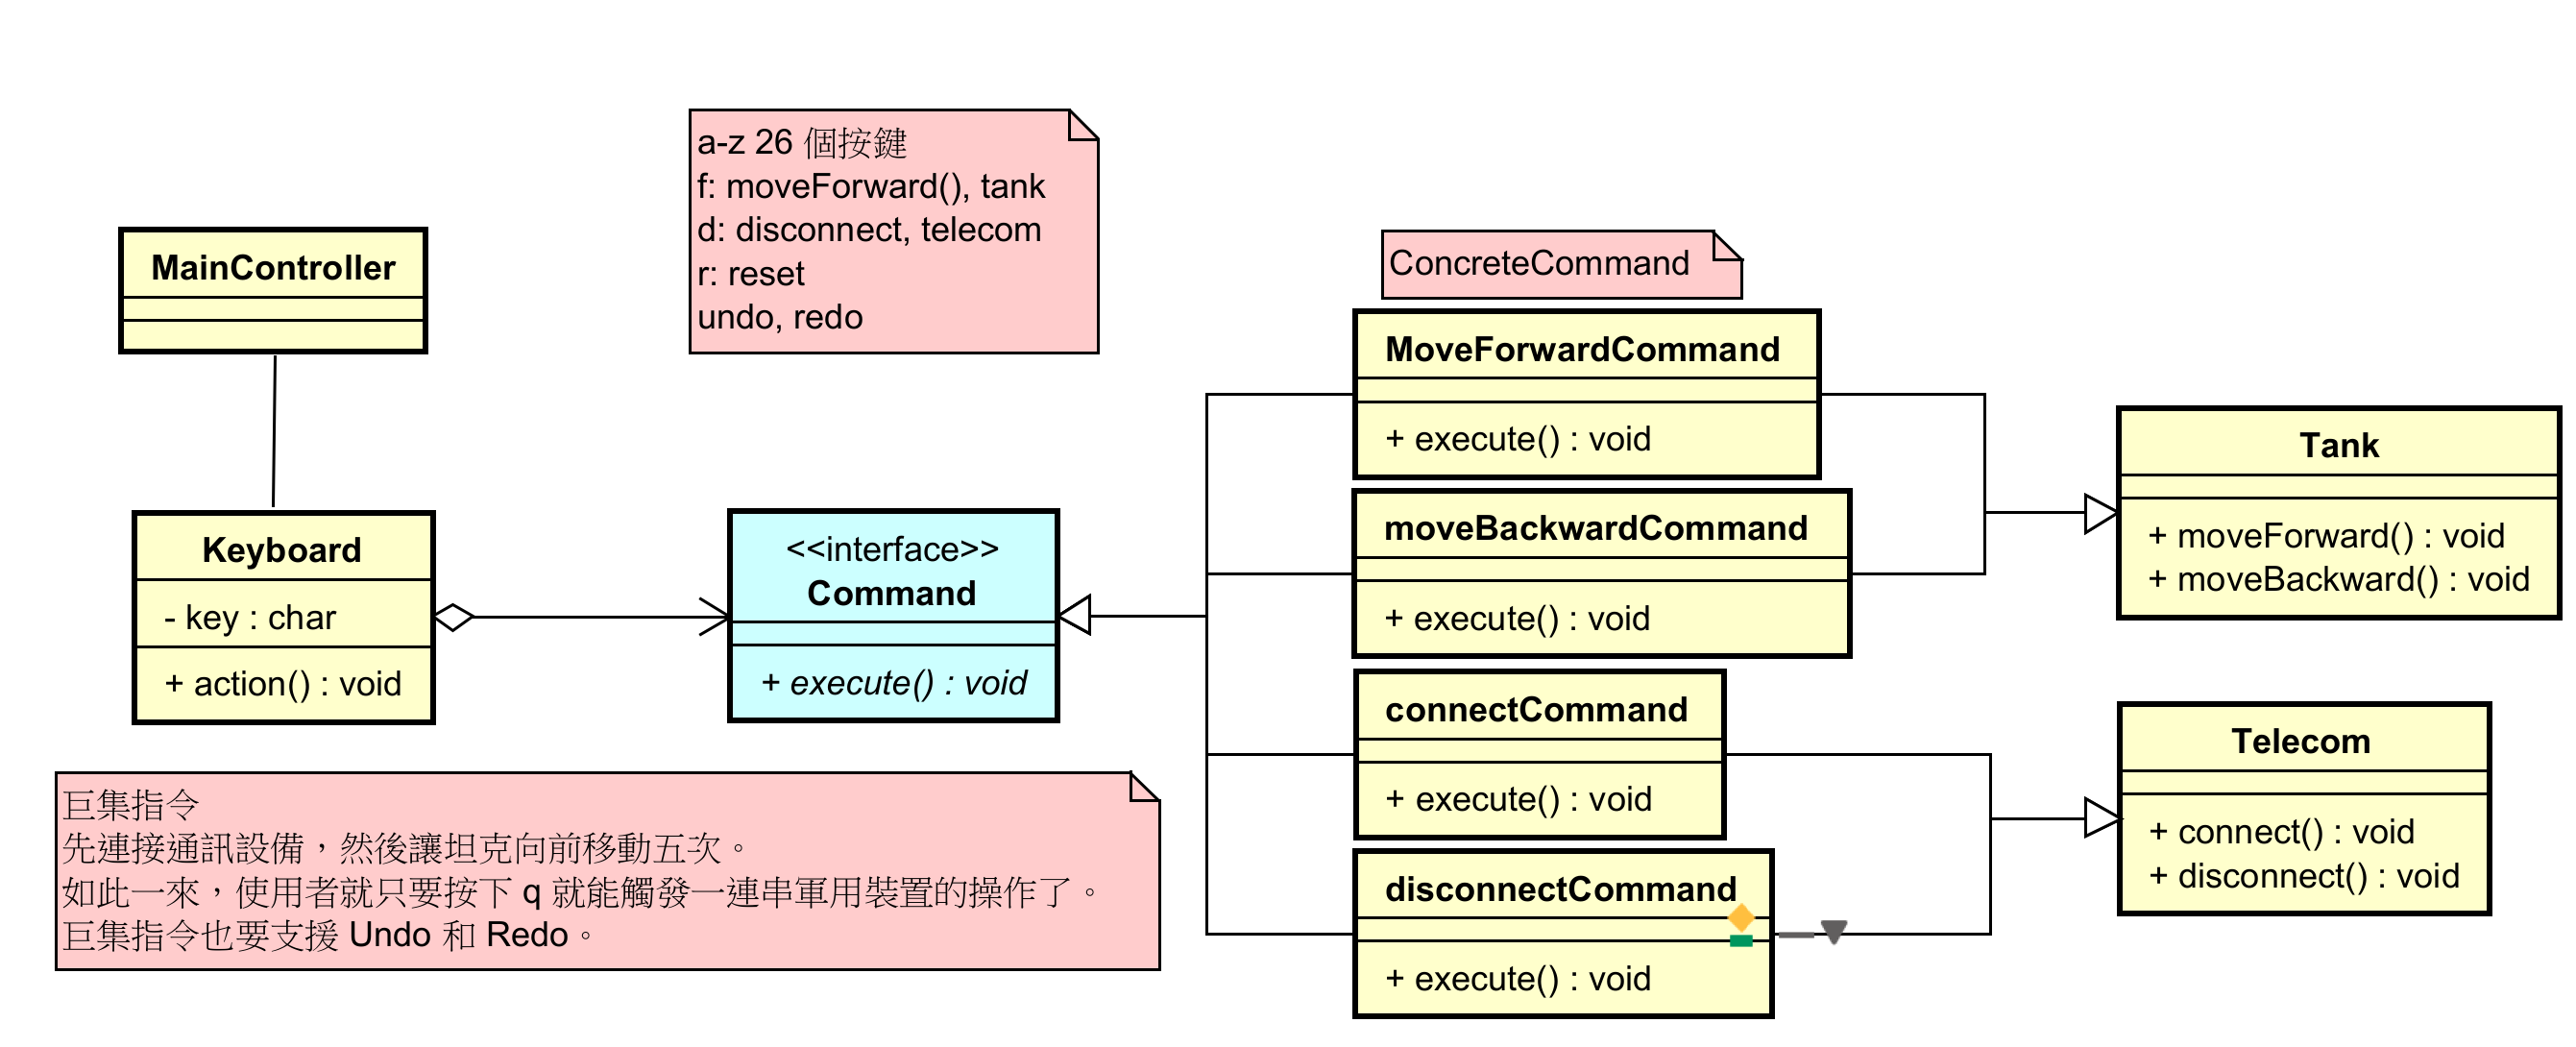 a-z 26 個按鍵
f: moveForward(), tank
d: disconnect, telecom
r: reset
undo, redo
MainController
ConcreteCommand
MoveForwardCommand
+ execute() : void
Tank
+ moveForward() : void
+ moveBackward() : void
Keyboard
- key : char
+ action() : void
<<interface>>
Command
+ execute() : void
moveBackwardCommand
+ execute() : void
connectCommand
+ execute() : void
Telecom
+ connect() : void
+ disconnect() : void
disconnectCommand
+ execute() : void
巨集指令
先連接通訊設備，然後讓坦克向前移動五次。
如此一來，使用者就只要按下 q 就能觸發一連串軍用裝置的操作了。
巨集指令也要支援 Undo 和 Redo。